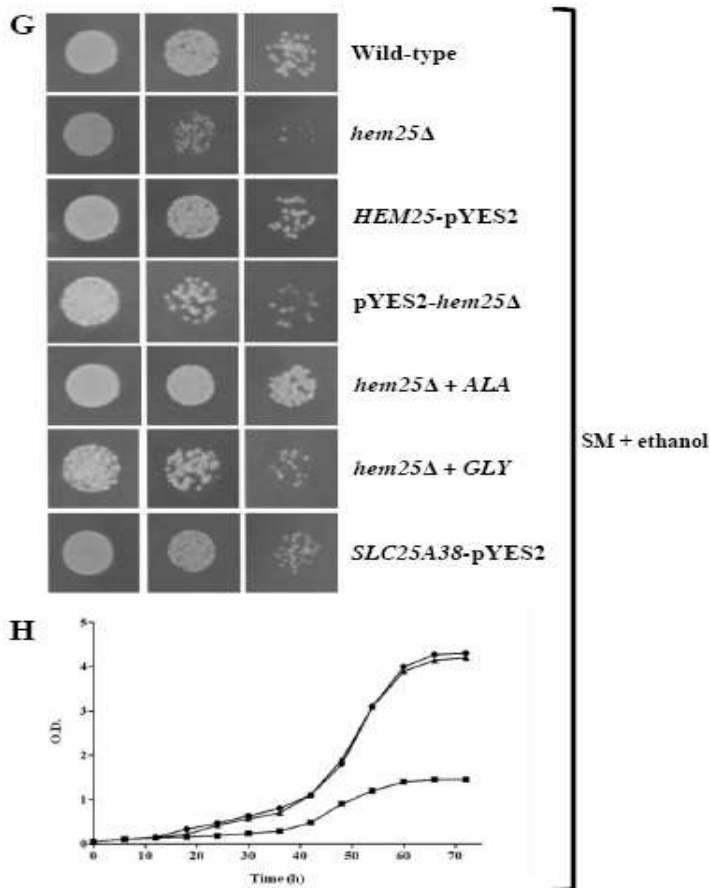 G
Wild-type
hem25Δ
HEM25-pYES2
pYES2-hem25Δ
hem25Δ + ALA
hem25Δ + GLY
SLC25A38-pYES2
SM + ethanol
H
5
4
3
2
1
0
O.D.
0 10 20 30 40 50 60 70
Time (h)